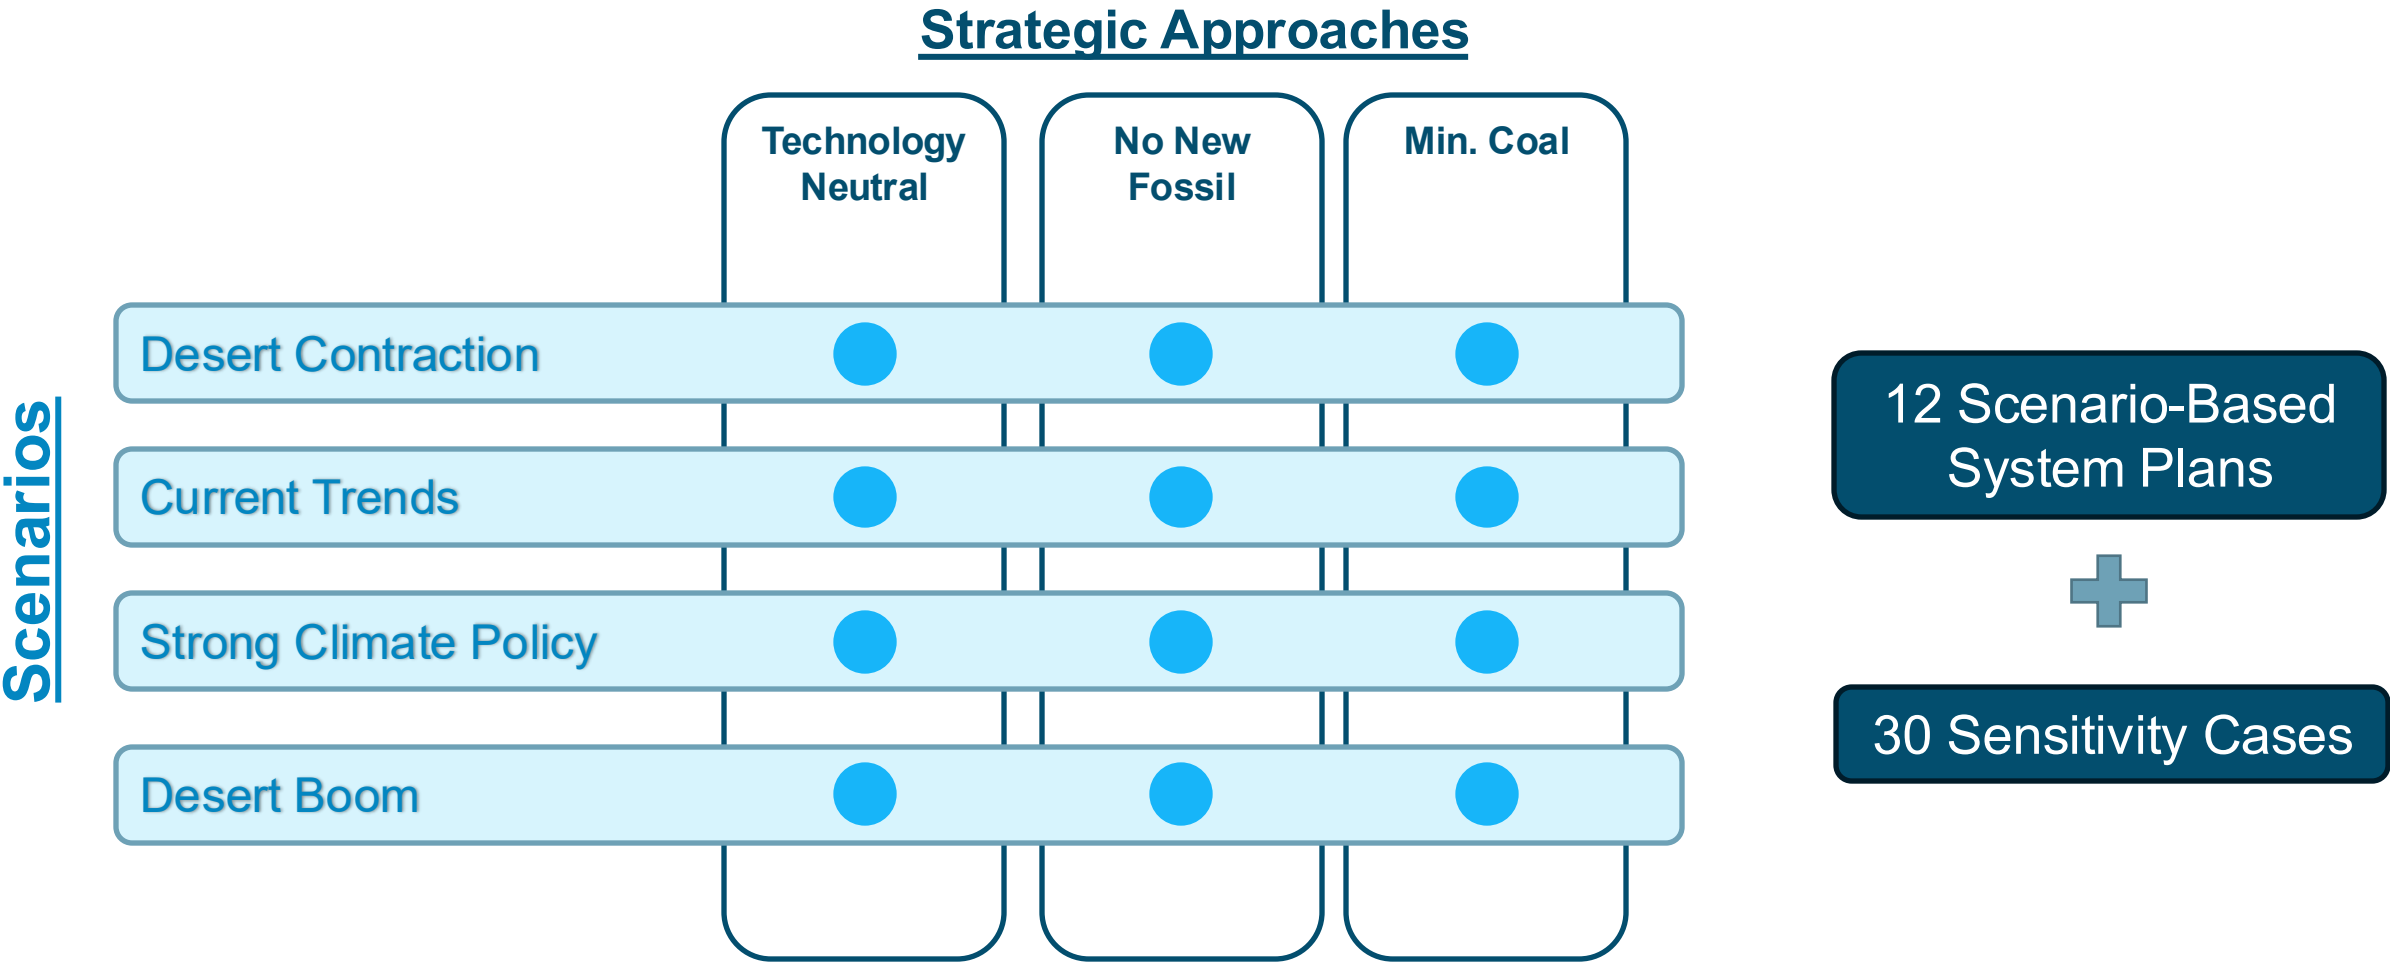 Strategic Approaches
Technology
Neutral
No New
Fossil
Min. Coal
Scenarios
Desert Contraction
Current Trends
Strong Climate Policy
Desert Boom
12 Scenario-Based
System Plans
30 Sensitivity Cases